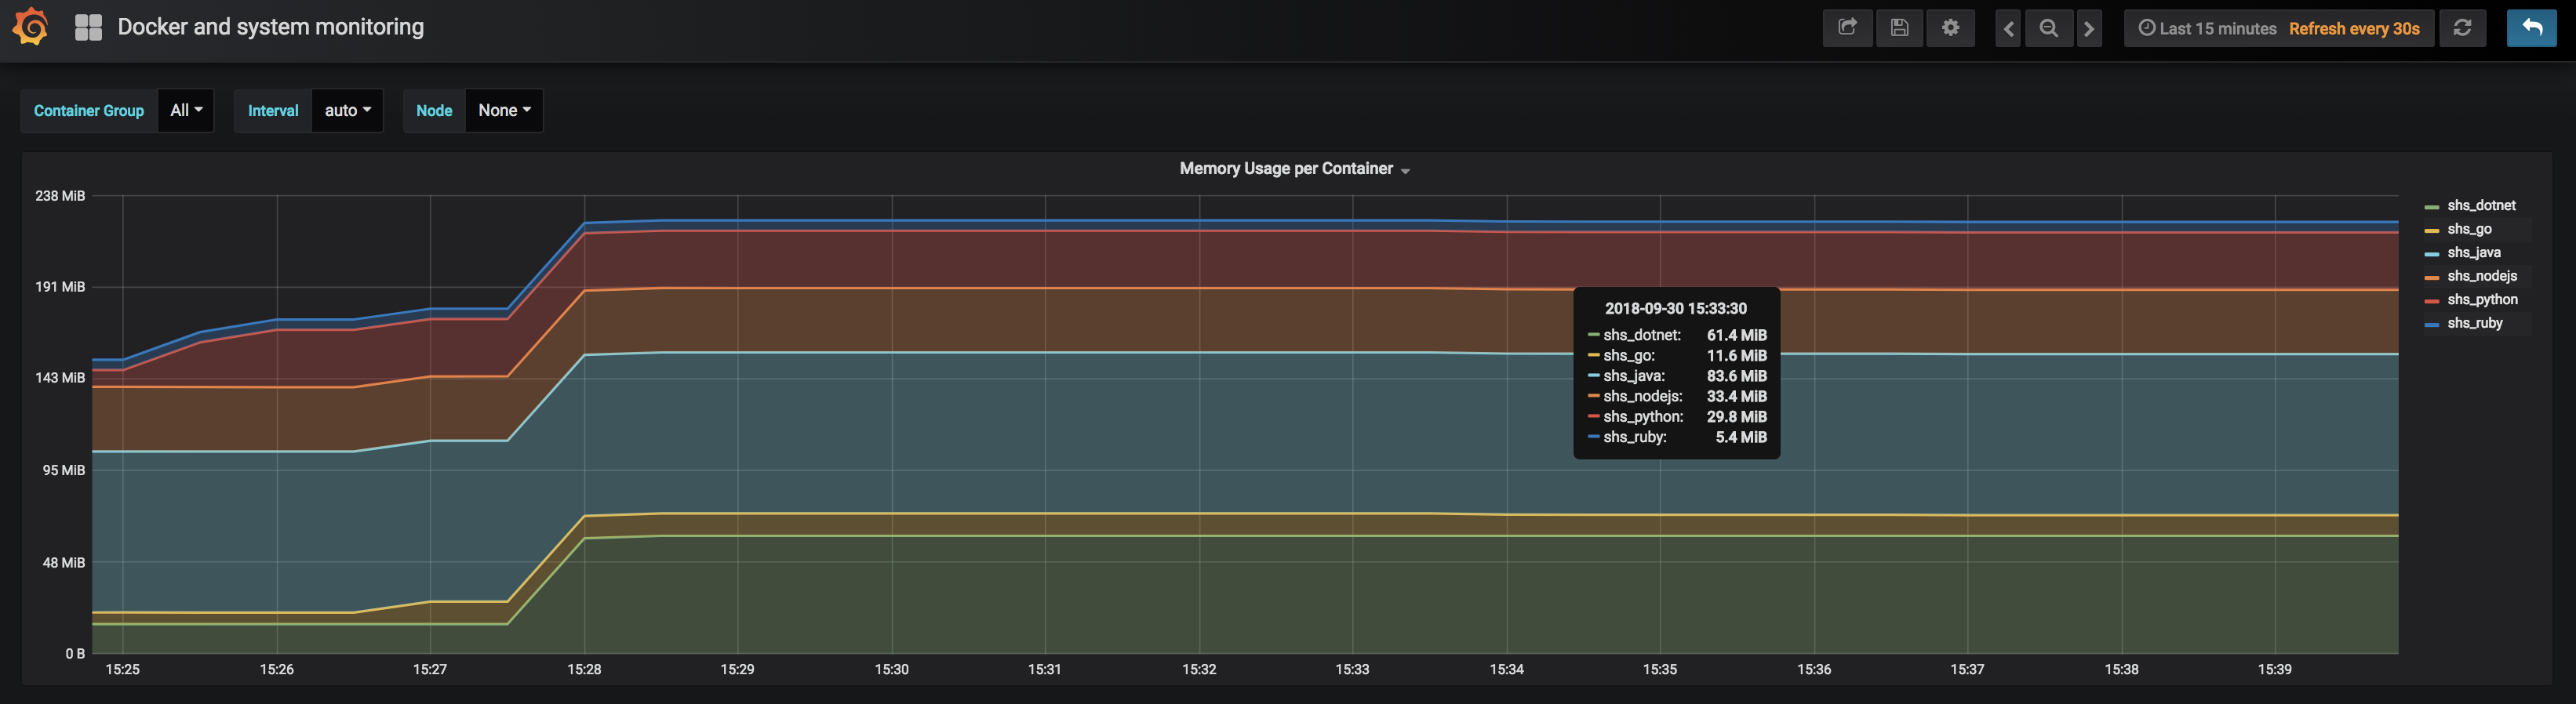 Docker and system monitoring
Last 15 minutes Refresh every 30s
Container Group All Interval auto Node None
Memory Usage per Container
238 MiB
191 MiB
143 MiB
95 MiB
48 MiB
0 B
15:25 15:26 15:27 15:28 15:29 15:30 15:31 15:32 15:33 15:34 15:35 15:36 15:37 15:38 15:39
2018-09-30 15:33:30
shs_dotnet: 61.4 MiB
shs_go: 11.6 MiB
shs_java: 83.6 MiB
shs_nodejs: 33.4 MiB
shs_python: 29.8 MiB
shs_ruby: 5.4 MiB
shs_dotnet
shs_go
shs_java
shs_nodejs
shs_python
shs_ruby